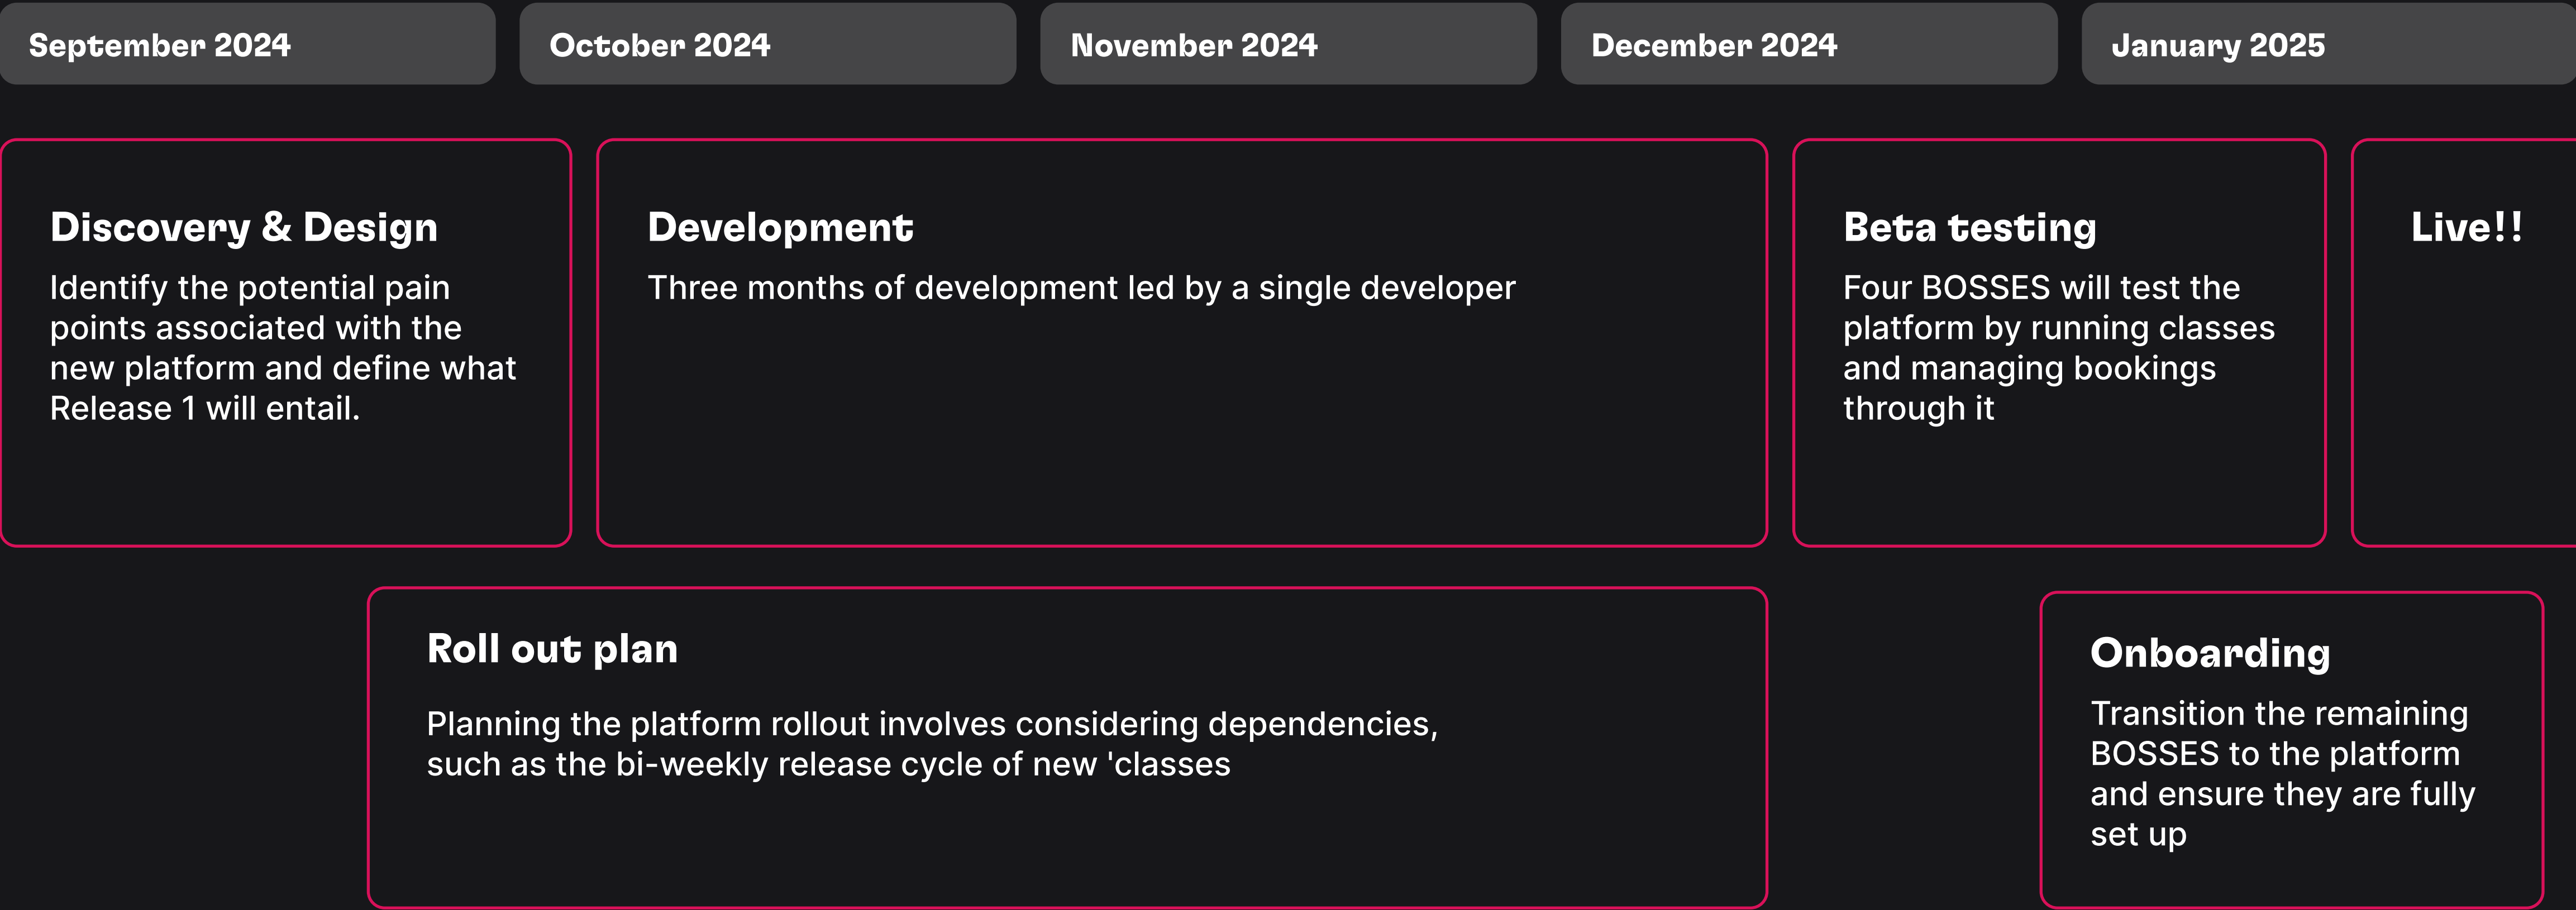 September 2024
October 2024
November 2024
December 2024
January 2025
Discovery & Design
Identify the potential pain
points associated with the
new platform and define what
Release 1 will entail.
Development
Three months of development led by a single developer
Beta testing
Four BOSSES will test the
platform by running classes
and managing bookings
through it
Live!!
Roll out plan
Planning the platform rollout involves considering dependencies,
such as the bi-weekly release cycle of new 'classes
Onboarding
Transition the remaining
BOSSES to the platform
and ensure they are fully
set up